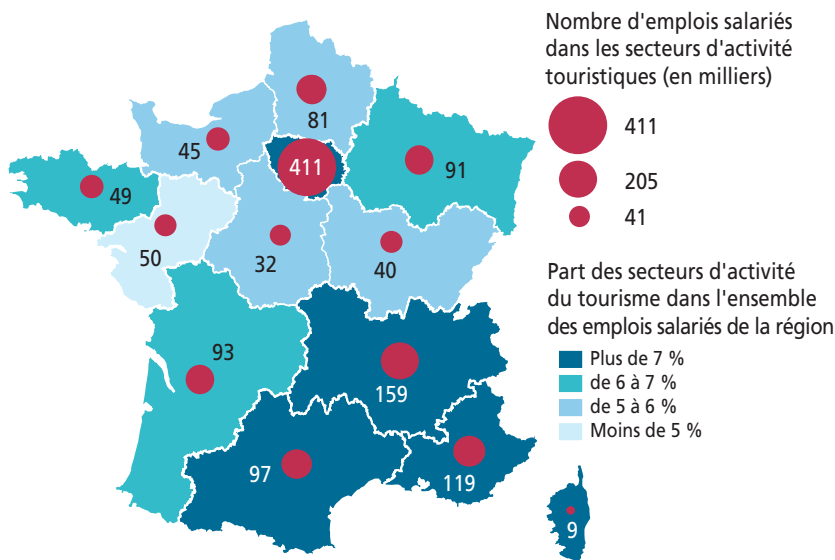 Nombre d'emplois salariés
dans les secteurs d'activité
touristiques (en milliers)
411
205
41
Part des secteurs d'activité
du tourisme dans l'ensemble
des emplois salariés de la région
Plus de 7 %
de 6 à 7 %
de 5 à 6 %
Moins de 5 %
81
45
411
91
49
50
32
40
93
159
97
119
9